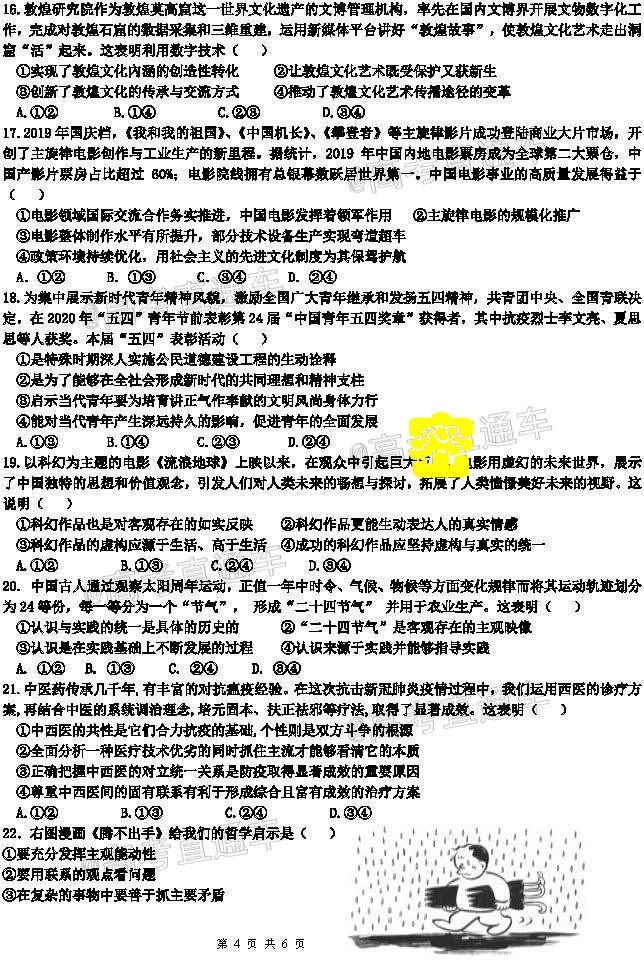 16.敦煌研究院作为敦煌莫高窟这一世界文化遗产的文博管理机构，率先在国内文博界开展文物数字化工
作，完成对敦煌石窟的数据采集和三维重建，运用新媒体平台讲好“敦煌故事”，使敦煌文化艺术走出洞
窟“活”起来。这表明利用数字技术（ ）
①实现了敦煌文化内涵的创造性转化 ②让敦煌文化艺术既受保护又获新生
③创新了敦煌文化的传承与交流方式 ④推动了敦煌文化艺术传播途径的变革
A.①② B.①④ C.②③ D.③④
17.2019年国庆档，《我和我的祖国》、《中国机长》、《攀登者》等主旋律影片成功登陆商业大片市场，开
创了主旋律电影创作与工业生产的新里程。据统计，2019 年中国内地电影票房成为全球第二大票仓，中
国产影片票房占比超过 60%；电影院线拥有总银幕数跃居世界第一。中国电影事业的高质量发展得益于
（ ）
①电影领域国际交流合作务实推进，中国电影发挥着领军作用 ②主旋律电影的规模化推广
③电影整体制作水平有所提升，部分技术设备生产实现弯道超车
④政策环境持续优化，用社会主义的先进文化制度为其保驾护航
A．①② B．①③ C．③④ D．②④
18.为集中展示新时代青年精神风貌，激励全国广大青年继承和发扬五四精神，共青团中央、全国青联决
定，在2020年“五四”青年节前表彰第24届“中国青年五四奖章”获得者，其中抗疫烈士李文亮、夏思
思等人获奖。本届“五四”表彰活动（ ）
①是特殊时期深入实施公民道德建设工程的生动诠释
②是为了能够在全社会形成新时代的共同理想和精神支柱
③启示当代青年要为培育讲正气作奉献的文明风尚身体力行
④能对当代青年产生深远持久的影响，促进青年的全面发展
A.①③ B.①④ C.②③ D.②④
19.以科幻为主题的电影《流浪地球》上映以来，在观众中引起巨大 电影用虚幻的未来世界，展示
了中国独特的思想和价值观念，引发人们对人类未来的畅想与探讨，拓展了人类憧憬美好未来的视野。这
说明（ ）
①科幻作品也是对客观存在的如实反映 ②科幻作品更能生动表达人的真实情感
③科幻作品的虚构应源于生活、高于生活 ④成功的科幻作品应坚持虚构与真实的统一
A.①② B.①③ C.②④ D.③④
20．中国古人通过观察太阳周年运动，正值一年中时令、气候、物候等方面变化规律而将其运动轨迹划分
为24等份，每一等分为一个“节气”， 形成“二十四节气” 并用于农业生产。这表明（ ）
①认识与实践的统一是具体的历史的 ②“二十四节气”是客观存在的主观映像
③认识是在实践基础上不断发展的过程 ④认识来源于实践并能够指导实践
A. ①② B. ①③ C. ②④ D. ③④
21.中医药传承几千年,有丰富的对抗瘟疫经验。在这次抗击新冠肺炎疫情过程中，我们运用西医的诊疗方
案,再结合中医的系统调治理念,培元固本、扶正祛邪等疗法,取得了显著成效。这表明（ ）
①中西医的共性是它们合力抗疫的基础,个性则是双方斗争的根源
②全面分析一种医疗技术优劣的同时抓住主流才能够看清它的本质
③正确把握中西医的对立统一关系是防疫取得显著成效的重要原因
④尊重中西医间的固有联系有利于形成综合且富有成效的治疗方案
A.①② B.①③ C.②④ D.③④
22．右图漫画《腾不出手》给我们的哲学启示是（ ）
①要充分发挥主观能动性
②要用联系的观点看问题
③在复杂的事物中要善于抓主要矛盾
第 4 页 共 6 页
@高考直通车
@高考直通车
@高考直通车
@高考直通车
@高考直通车